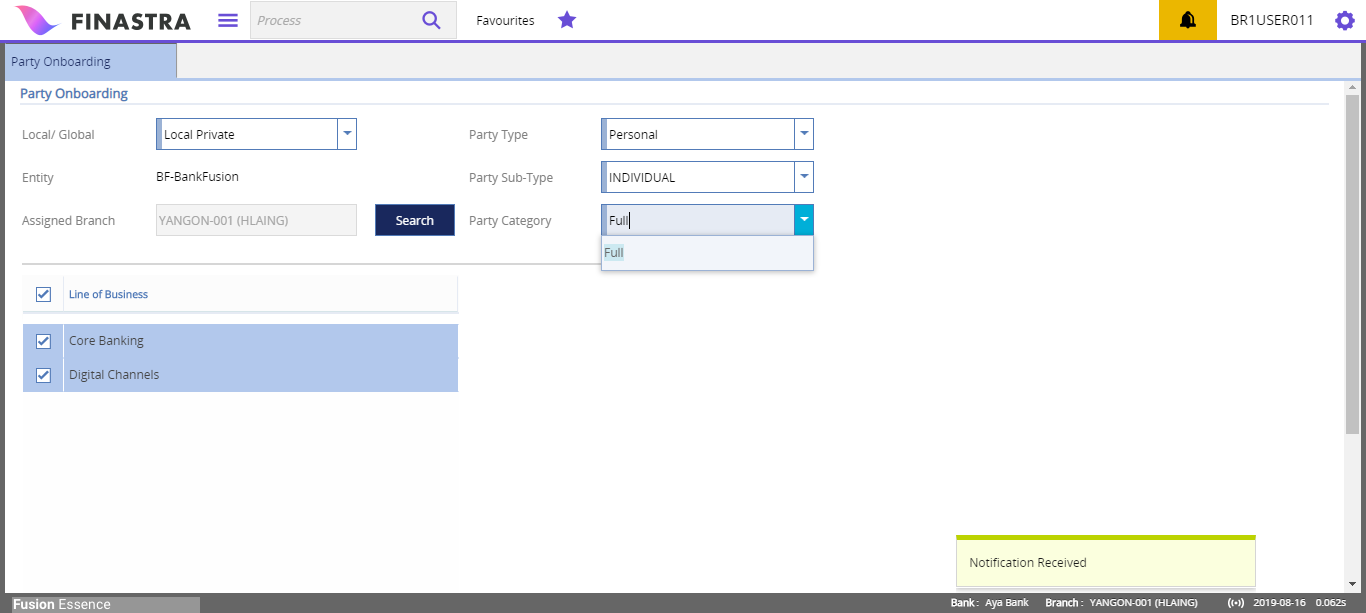 FINASTRA
Process
Favourites
BR1USER011
Party Onboarding
Party Onboarding
Local/ Global
Local Private
Party Type
Personal
Entity
BF-BankFusion
Party Sub-Type
INDIVIDUAL
Assigned Branch
YANGON-001 (HLAING)
Search
Party Category
Full
Full
Line of Business
Core Banking
Digital Channels
Notification Received
Fusion Essence
Bank : Aya Bank Branch : YANGON-001 (HLAING) 2019-08-16 0.062s